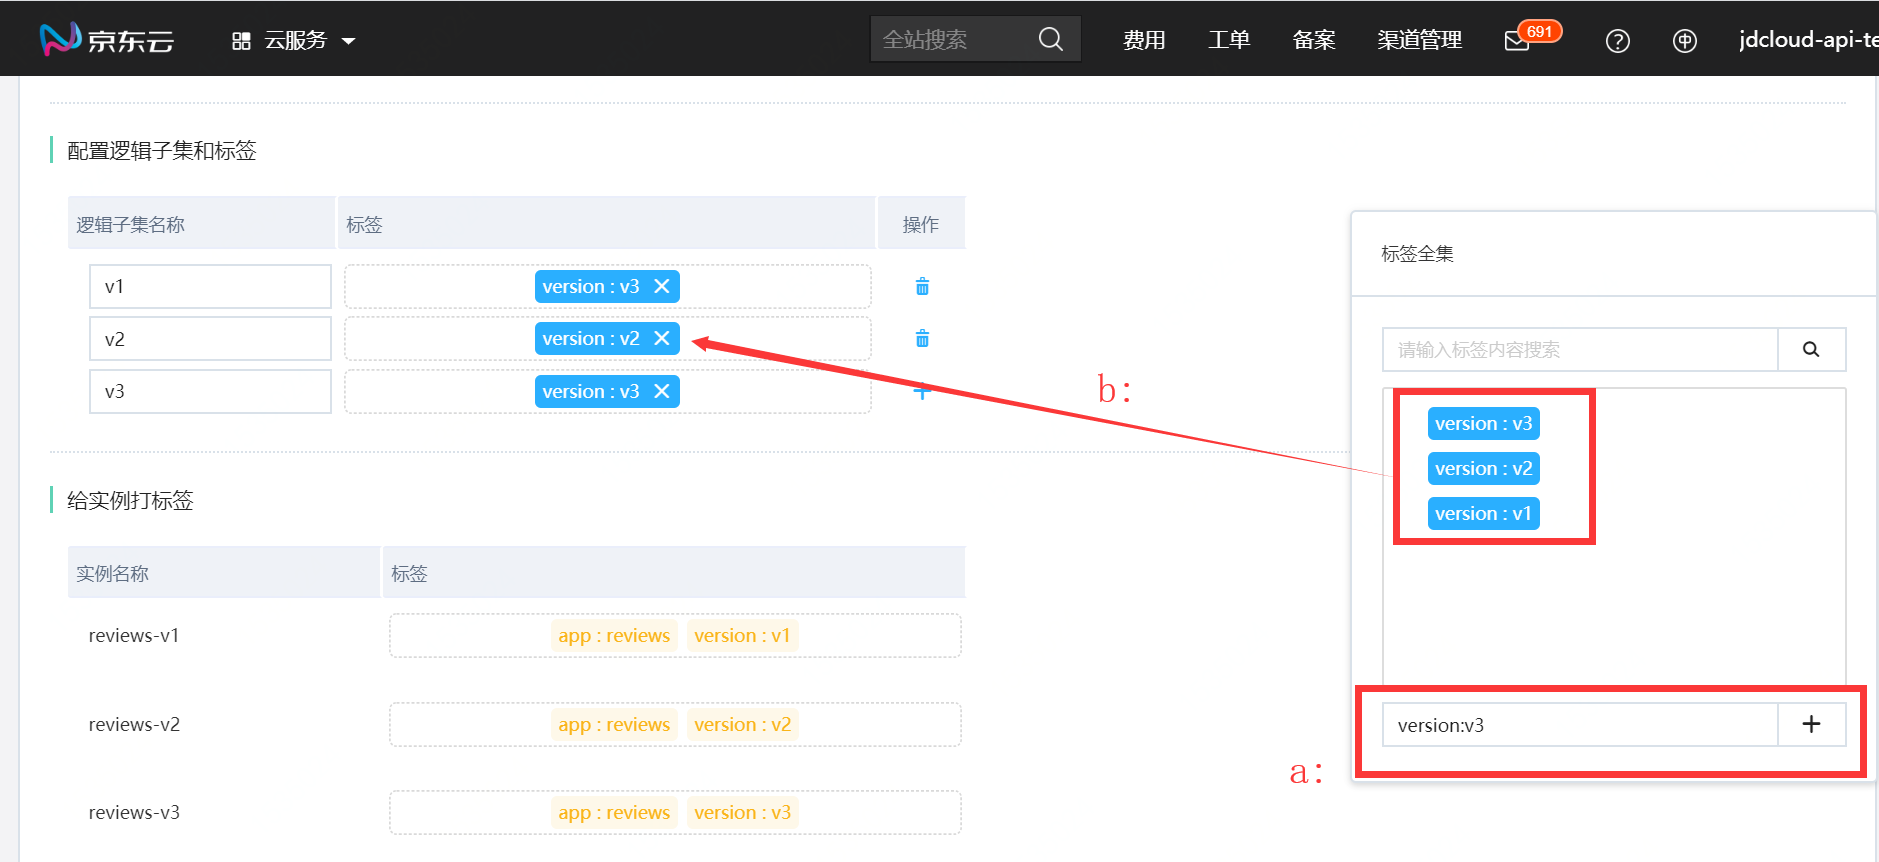 京东云 云服务 全站搜索 费用 工单 备案 渠道管理 691 jdcloud-api-te
配置逻辑子集和标签
逻辑子集名称 标签 操作
v1 version : v3
v2 version : v2
v3 version : v3
b:
给实例打标签
实例名称 标签
reviews-v1 app : reviews version : v1
reviews-v2 app : reviews version : v2
reviews-v3 app : reviews version : v3
标签全集
请输入标签内容搜索
version : v3
version : v2
version : v1
version:v3
a: